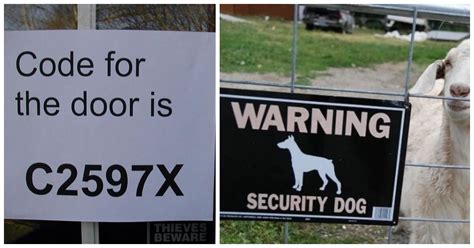 Code for
the door is
C2597X
THIEVES
BEWARE
WARNING
SECURITY DOG